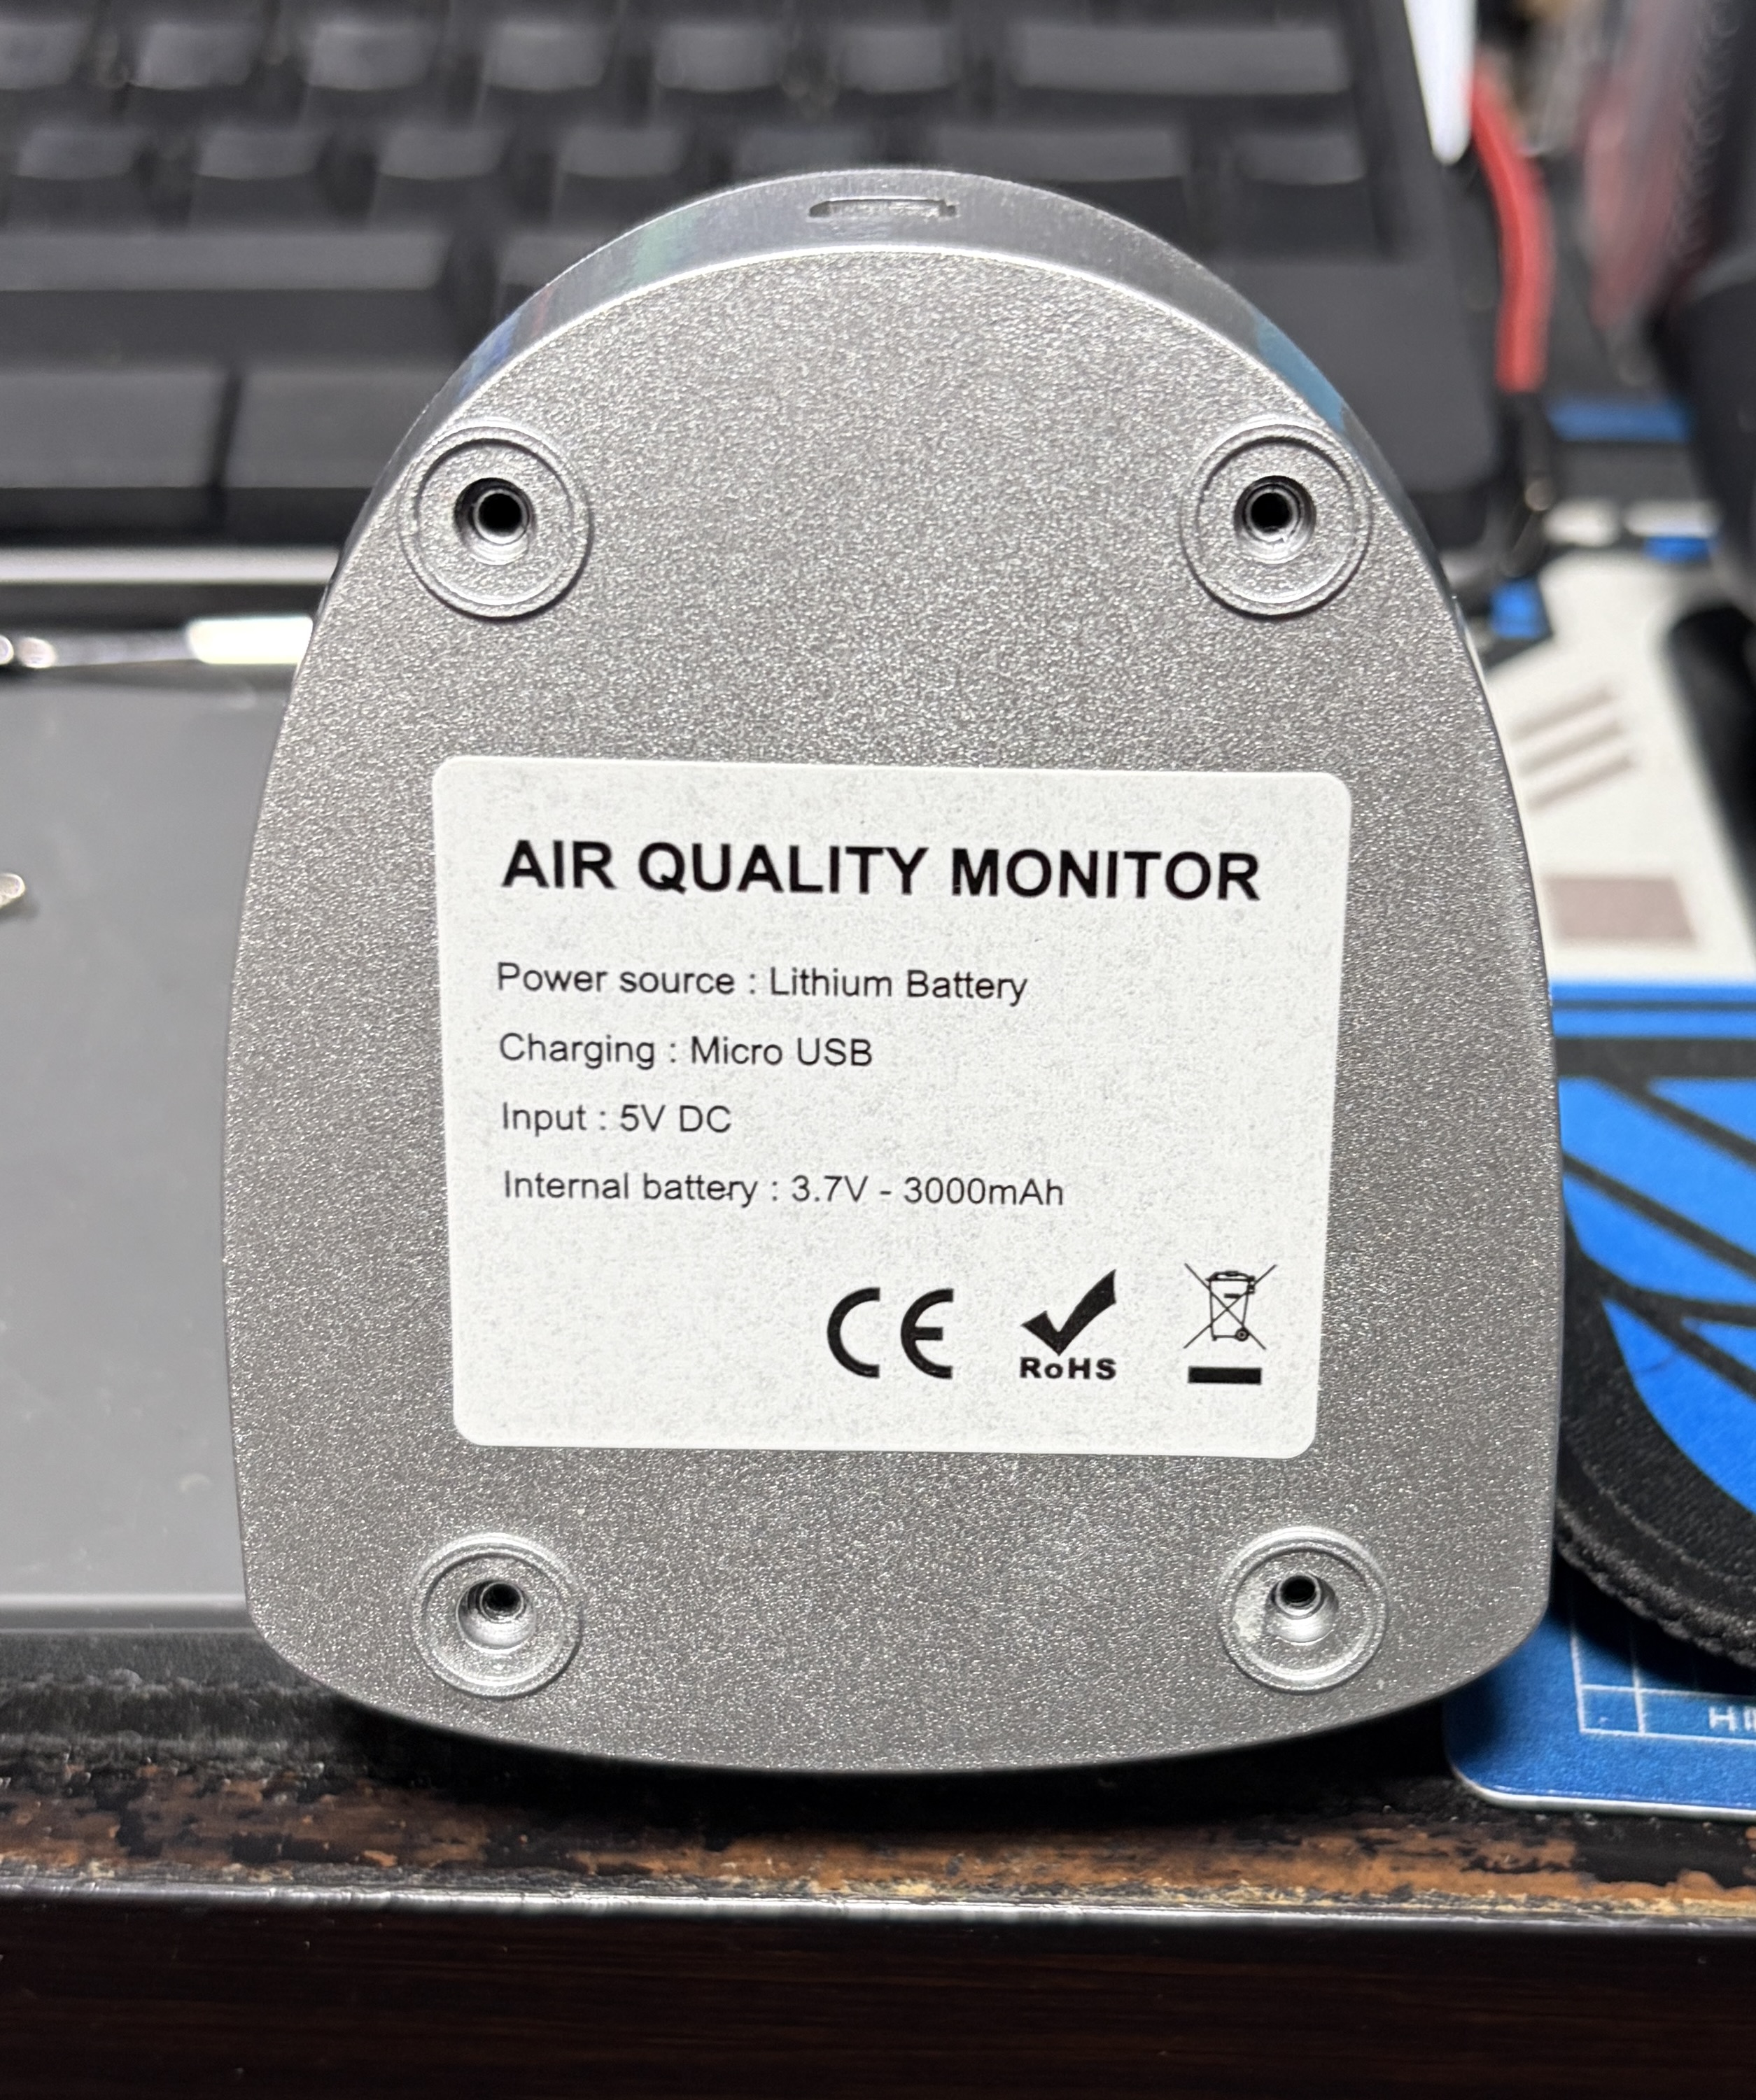 AIR QUALITY MONITOR
Power source : Lithium Battery
Charging : Micro USB
Input : 5V DC
Internal battery : 3.7V - 3000mAh
CE
RoHS